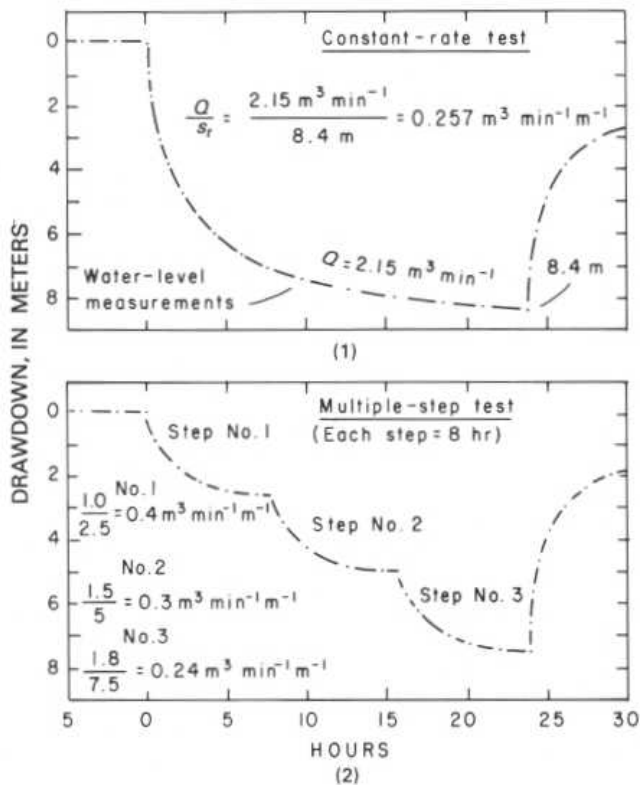 Constant-rate test
Q/s_t = 2.15 m³ min⁻¹/8.4 m = 0.257 m³ min⁻¹ m⁻¹
0
2
4
6
8
Q = 2.15 m³ min⁻¹
8.4 m
Water-level
measurements
(1)
DRAWDOWN, IN METERS
Multiple-step test
(Each step = 8 hr)
0
2
4
6
8
Step No. 1
No. 1
1.0/2.5 = 0.4 m³ min⁻¹ m⁻¹
Step No. 2
No. 2
1.5/5 = 0.3 m³ min⁻¹ m⁻¹
Step No. 3
No. 3
1.8/7.5 = 0.24 m³ min⁻¹ m⁻¹
5 0 5 10 15 20 25 30
HOURS
(2)